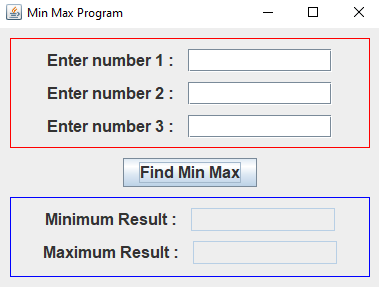 Min Max Program
Enter number 1 :
Enter number 2 :
Enter number 3 :
Find Min Max
Minimum Result :
Maximum Result :